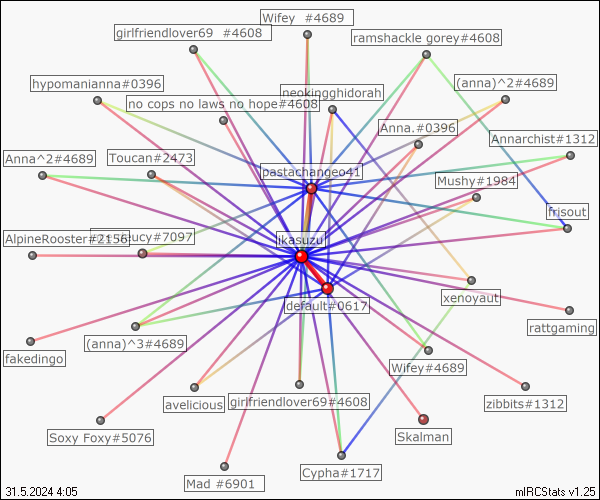 Wifey #4689
girlfriendlover69 #4608
ramshackle gorey#4608
hypomanianna#0396
neokingghidorah
(anna)^2#4689
no cops no laws no hope#4608
Anna.#0396
Annarchist#1312
Anna^2#4689
Toucan#2473
pastachangeo41
Mushy#1984
frisout
AlpineRooster#2156
eucy#7097
ikasuzu
xenoyaut
default#0617
rattgaming
fakedingo
(anna)^3#4689
Wifey#4689
avelicious
girlfriendlover69#4608
zibbits#1312
Soxy Foxy#5076
Skalman
Mad #6901
Cypha#1717
31.5.2024 4:05
mIRCStats v1.25